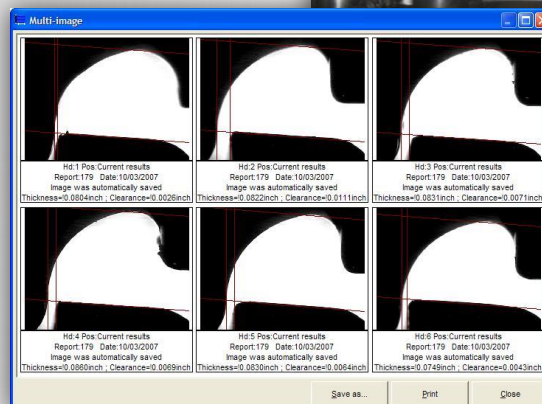 Multi-image
Hd:1 Pos:Current results
Report:179 Date:10/03/2007
Image was automatically saved
Thickness=!0.0804inch ; Clearance=!0.0026inch
Hd:2 Pos:Current results
Report:179 Date:10/03/2007
Image was automatically saved
Thickness=!0.0822inch ; Clearance=!0.0111inch
Hd:3 Pos:Current results
Report:179 Date:10/03/2007
Image was automatically saved
Thickness=!0.0831inch ; Clearance=!0.0071inch
Hd:4 Pos:Current results
Report:179 Date:10/03/2007
Image was automatically saved
Thickness=!0.0860inch ; Clearance=!0.0069inch
Hd:5 Pos:Current results
Report:179 Date:10/03/2007
Image was automatically saved
Thickness=!0.0830inch ; Clearance=!0.0064inch
Hd:6 Pos:Current results
Report:179 Date:10/03/2007
Image was automatically saved
Thickness=!0.0749inch ; Clearance=0.0043inch
Save as...
Print
Close